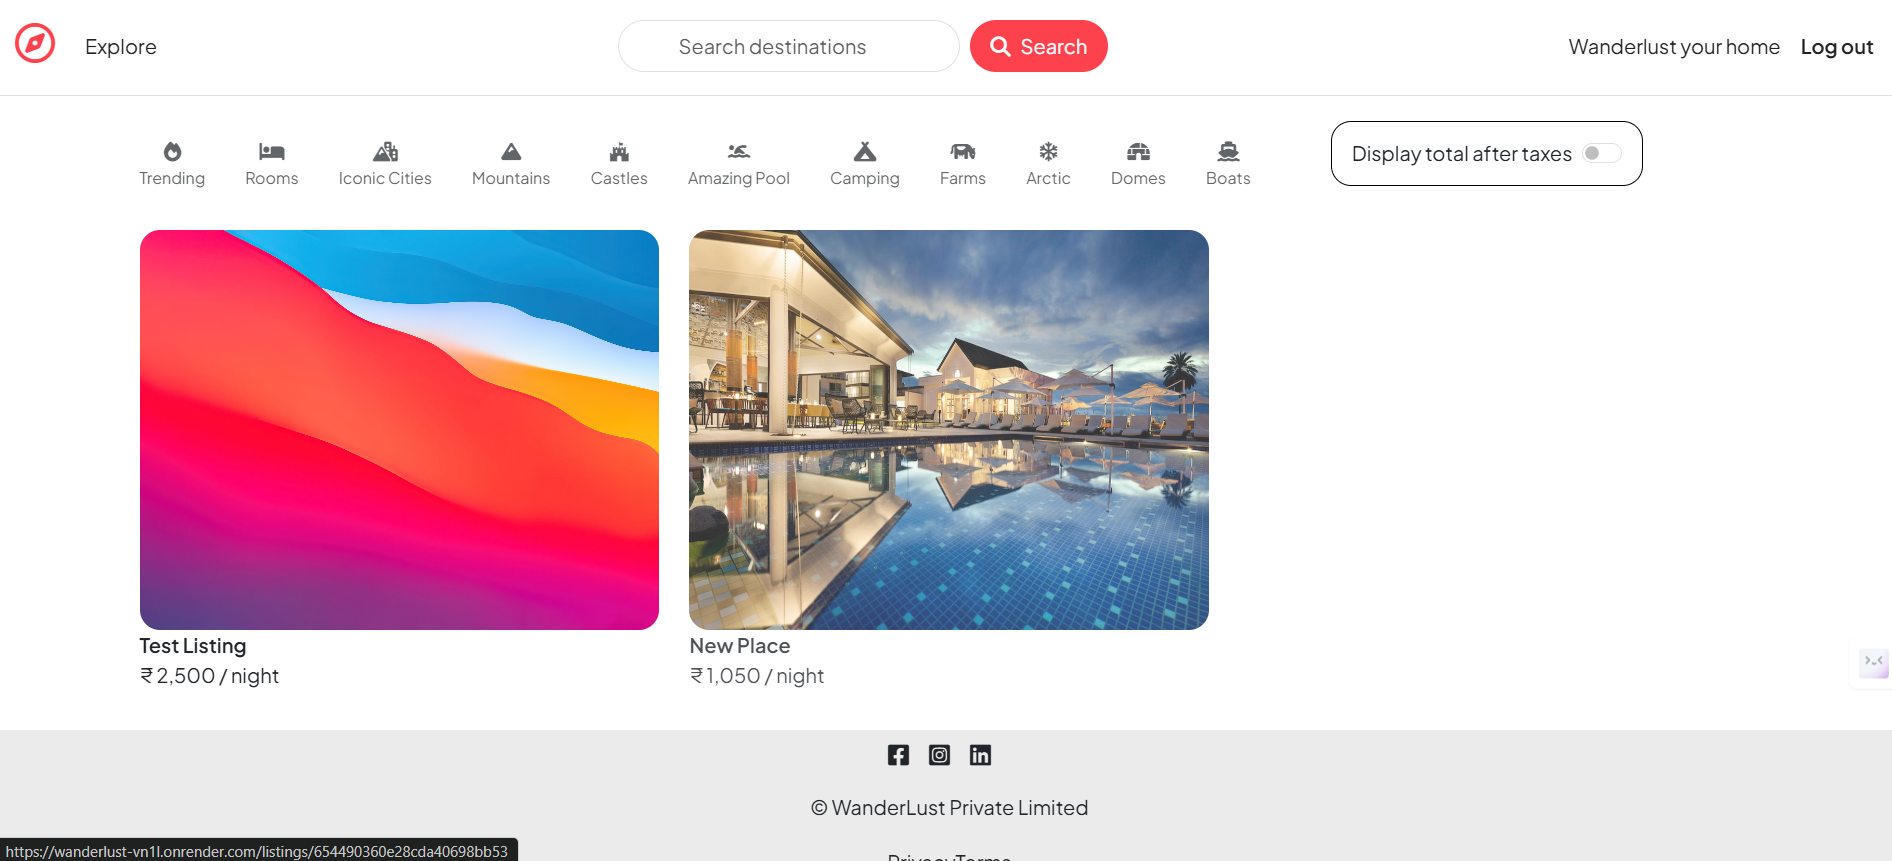 Explore
Search destinations
Search
Wanderlust your home
Log out
Trending
Rooms
Iconic Cities
Mountains
Castles
Amazing Pool
Camping
Farms
Arctic
Domes
Boats
Display total after taxes
Test Listing
₹ 2,500 / night
New Place
₹ 1,050 / night
© WanderLust Private Limited
PrivacyTerms
https://wanderlust-vn1l.onrender.com/listings/654490360e28cda40698bb53